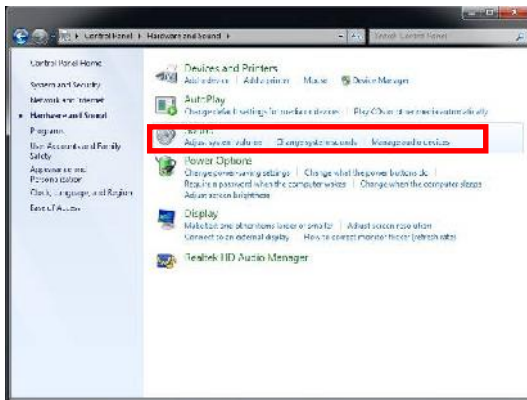 Control Panel ▸ Hardware and Sound ▸
Search Control Panel
Control Panel Home
System and Security
Network and Internet
Hardware and Sound
Programs
User Accounts and Family
Safety
Appearance and
Personalization
Clock, Language, and Region
Ease of Access
Devices and Printers
Add a device | Add a printer | Mouse | Device Manager
AutoPlay
Change default settings for media or devices | Play CDs or other media automatically
Sound
Adjust system volume | Change system sounds | Manage audio devices
Power Options
Change power-saving settings | Change what the power buttons do |
Require a password when the computer wakes | Change when the computer sleeps
Adjust screen brightness
Display
Make text and other items larger or smaller | Adjust screen resolution
Connect to an external display | How to correct monitor flicker (refresh rate)
Realtek HD Audio Manager